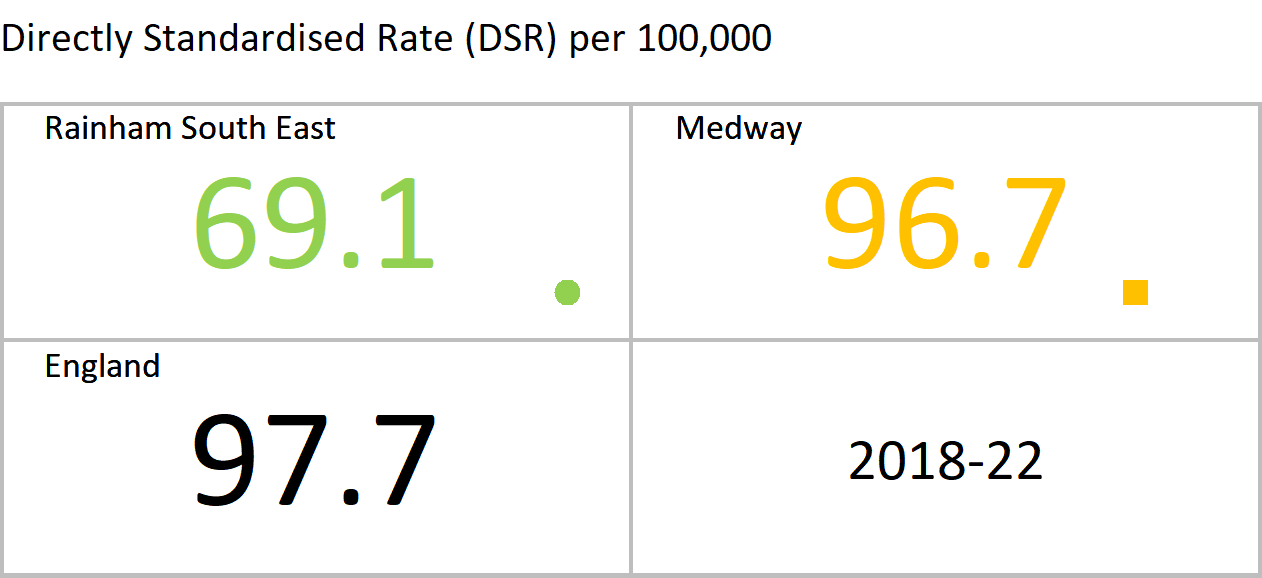 Directly Standardised Rate (DSR) per 100,000
Rainham South East
69.1
Medway
96.7
England
97.7
2018-22